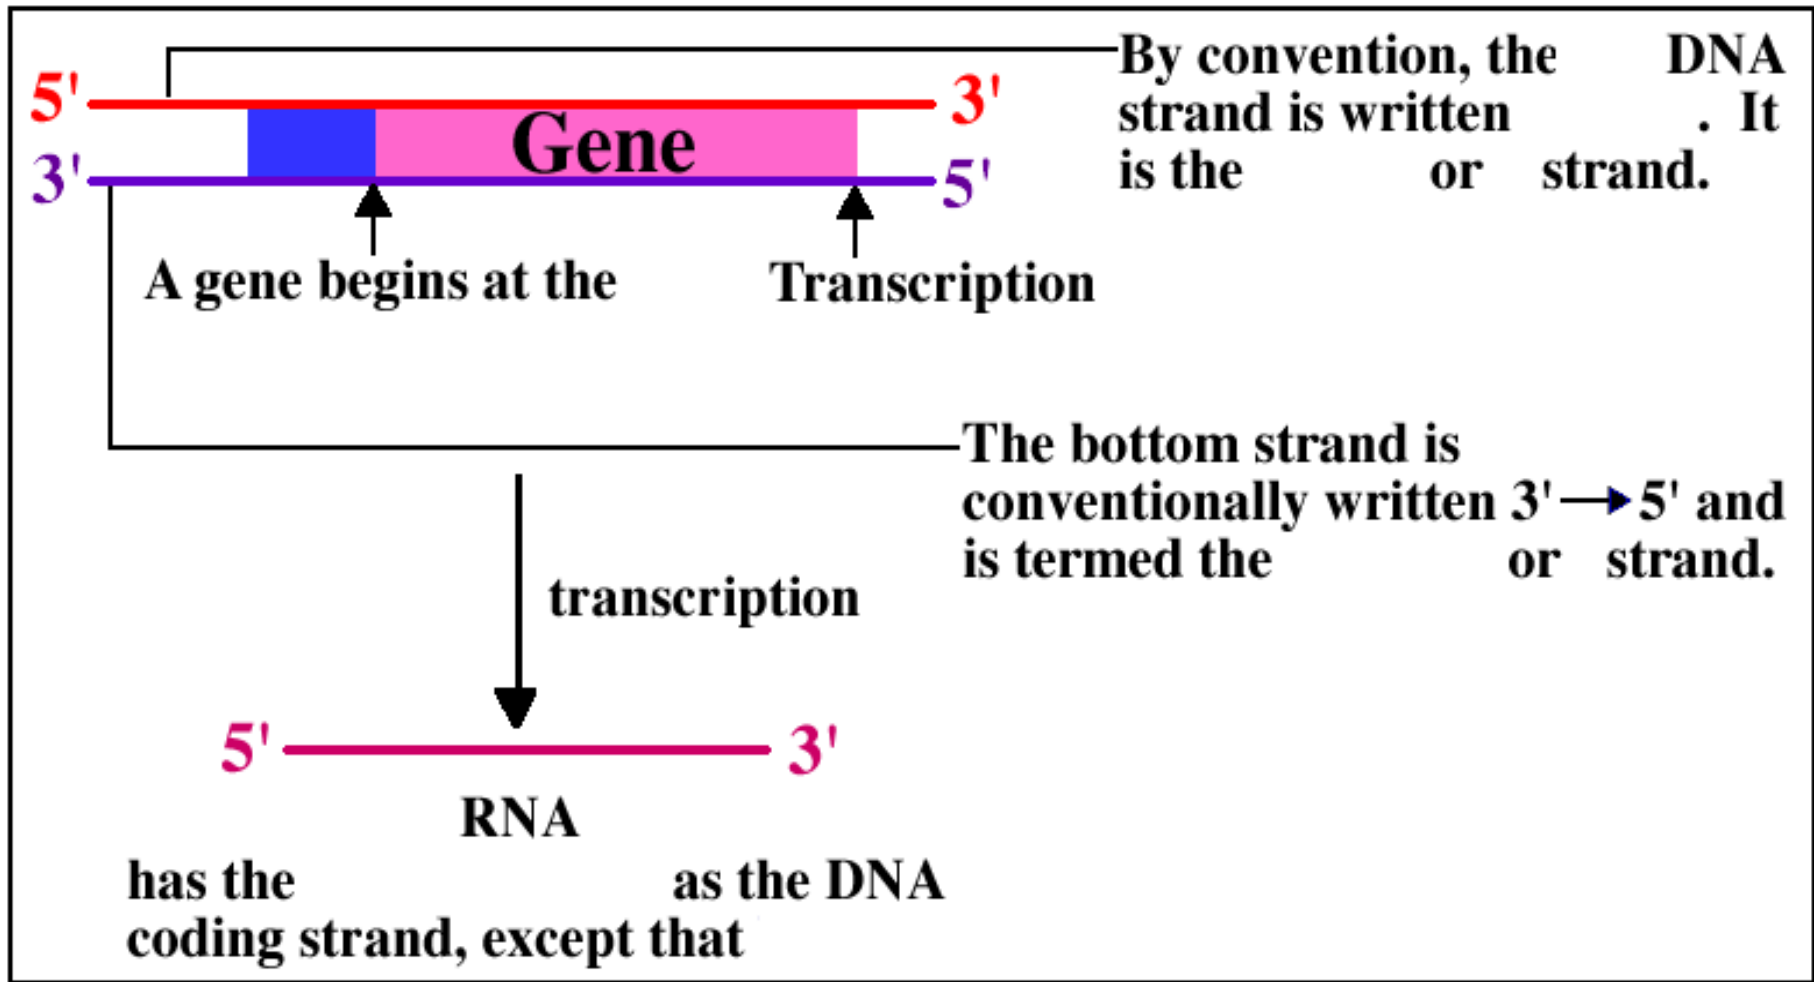 By convention, the DNA
strand is written . It
is the or strand.
5' 3'
Gene
3' 5'
A gene begins at the
Transcription
The bottom strand is
conventionally written 3' → 5' and
is termed the or strand.
transcription
5' 3'
RNA
has the as the DNA
coding strand, except that